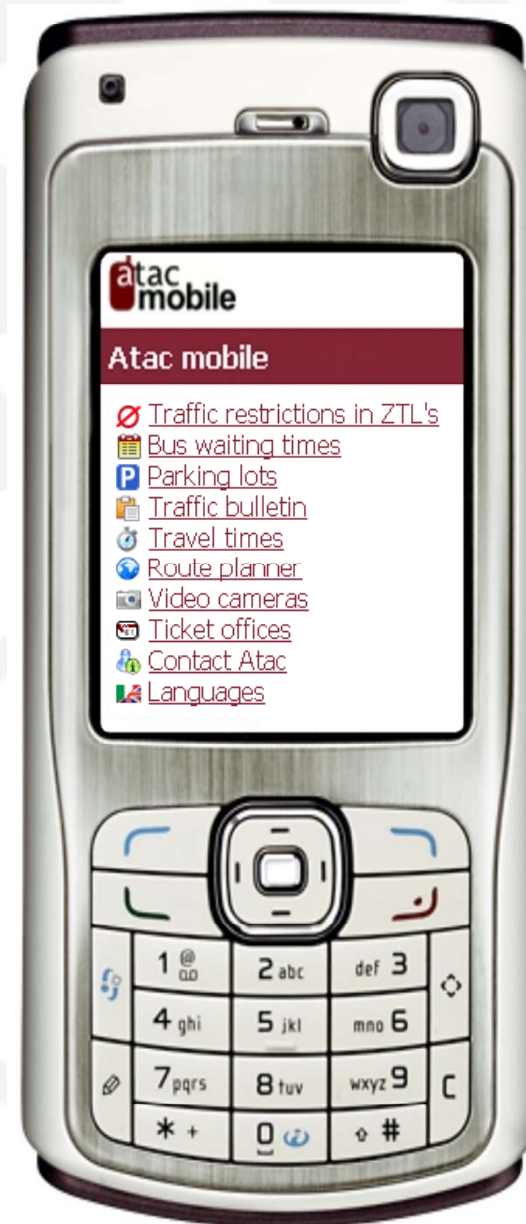 atac
mobile
Atac mobile
Traffic restrictions in ZTL's
Bus waiting times
P Parking lots
Traffic bulletin
Travel times
Route planner
Video cameras
Ticket offices
Contact Atac
Languages
1 @
2 abc
def 3
4 ghi
5 jkl
mno 6
7 pqrs
8 tuv
wxyz 9
C
* +
0
#